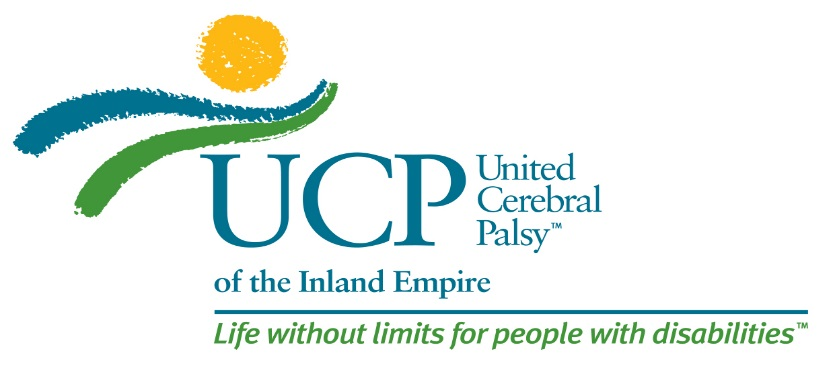 UCP
United
Cerebral
Palsy™
of the Inland Empire
Life without limits for people with disabilities™